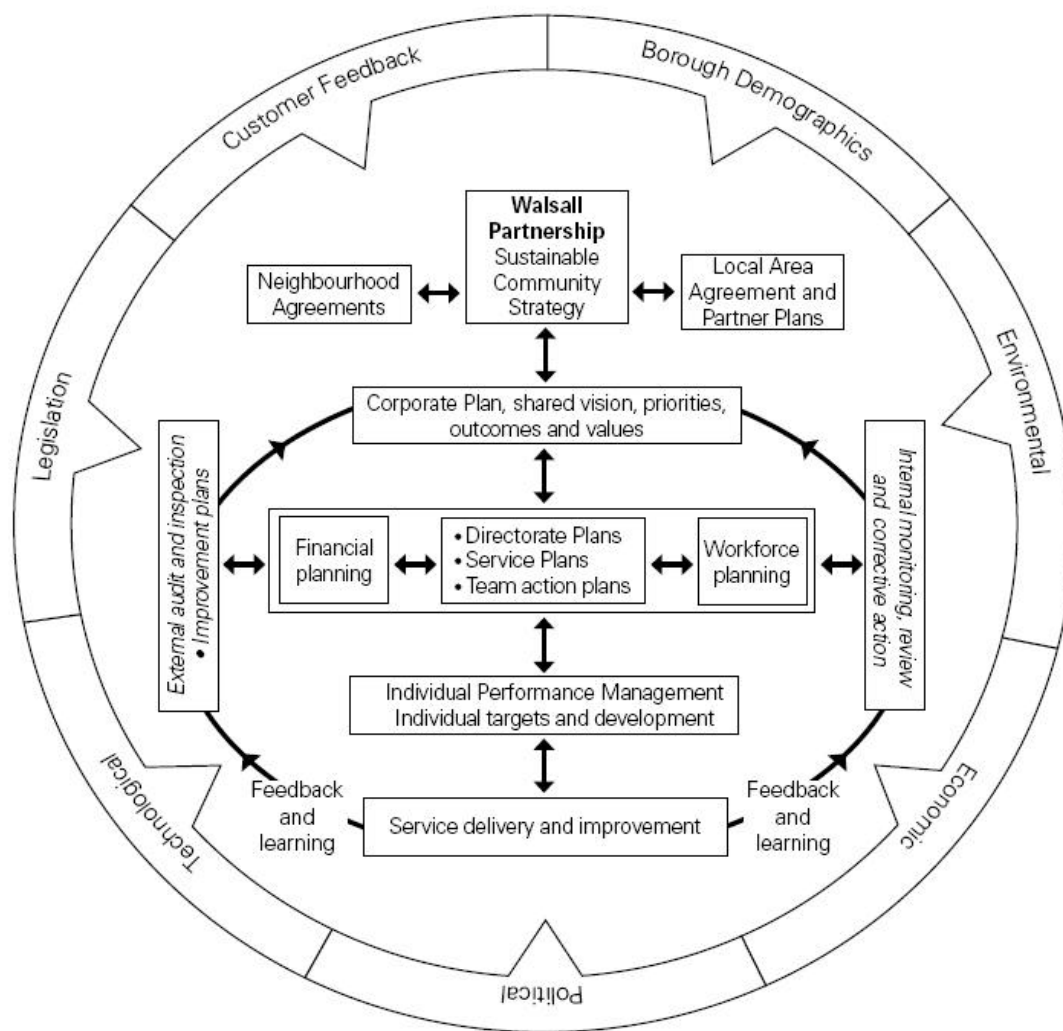 Customer Feedback
Borough Demographics
Walsall
Partnership
Sustainable
Community
Strategy
Neighbourhood
Agreements
Local Area
Agreement and
Partner Plans
Environmental
Legislation
Corporate Plan, shared vision, priorities,
outcomes and values
External audit and inspection
• Improvement plans
Financial
planning
• Directorate Plans
• Service Plans
• Team action plans
Workforce
planning
Internal monitoring, review
and corrective action
Individual Performance Management
Individual targets and development
Feedback
and
learning
Service delivery and improvement
Feedback
and
learning
Technological
Economic
Political